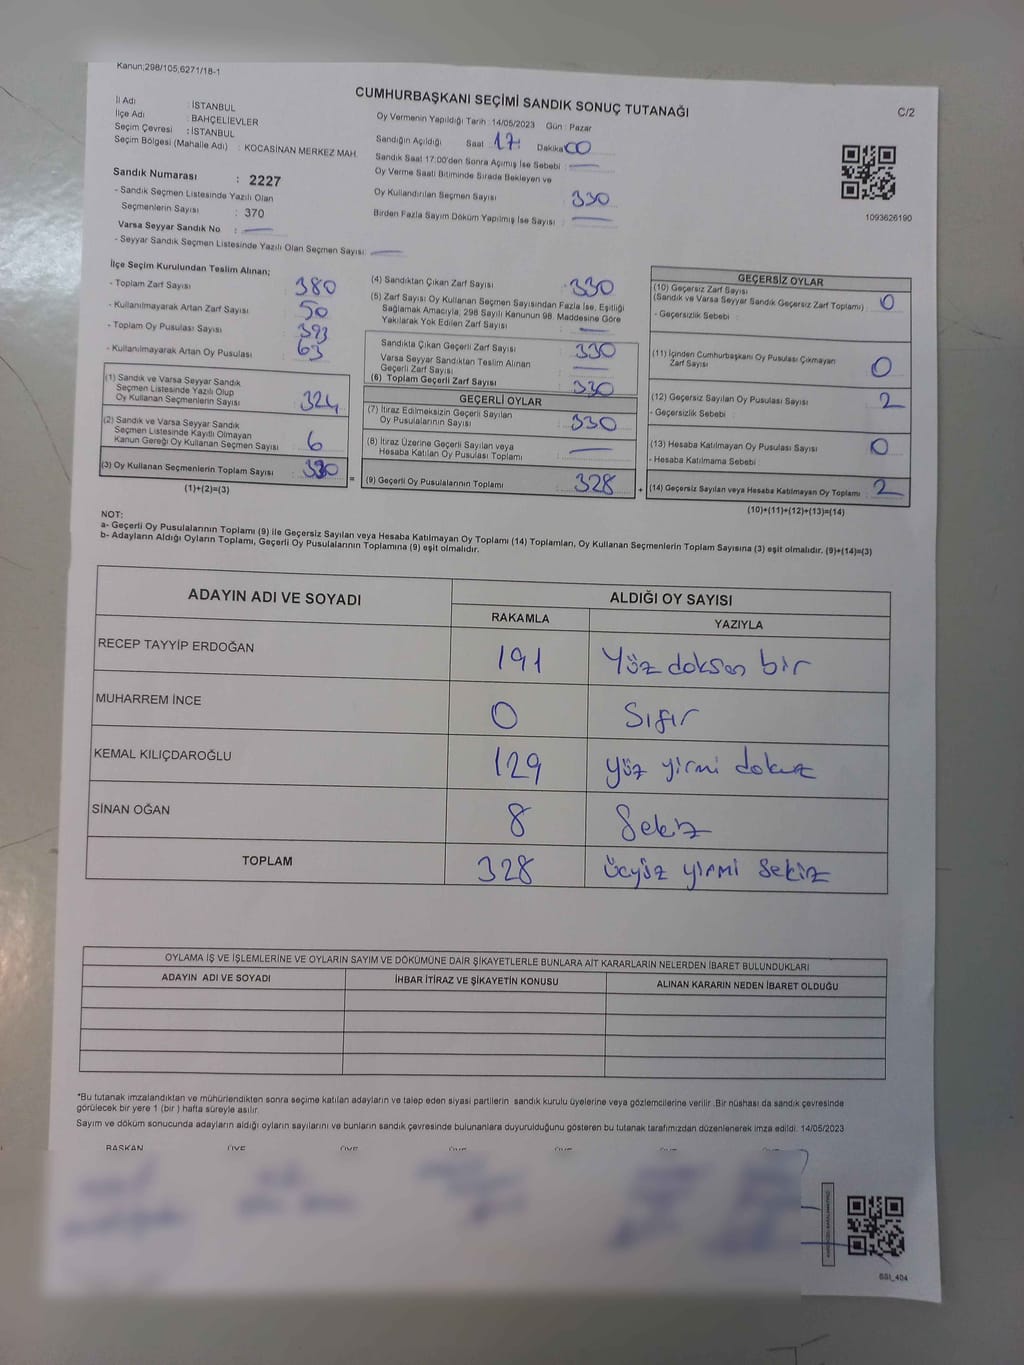 Kanun;298/105;6271/18-1
CUMHURBAŞKANI SEÇİMİ SANDIK SONUÇ TUTANAĞI
C/2
İl Adı : İSTANBUL
İlçe Adı : BAHÇELİEVLER
Seçim Çevresi : İSTANBUL
Seçim Bölgesi (Mahalle Adı) : KOCASİNAN MERKEZ MAH.
Sandık Numarası : 2227
- Sandık Seçmen Listesinde Yazılı Olan
Seçmenlerin Sayısı : 370
Varsa Seyyar Sandık No :
- Seyyar Sandık Seçmen Listesinde Yazılı Olan Seçmen Sayısı:
Oy Vermenin Yapıldığı Tarih : 14/05/2023 Gün : Pazar
Sandığın Açıldığı Saat : 17: Dakika 00
Sandık Saat 17.00'den Sonra Açımış İse Sebebi :
Oy Verme Saati Bitiminde Sırada Bekleyen ve
Oy Kullandırılan Seçmen Sayısı 330
Birden Fazla Sayım Döküm Yapılmış İse Sayısı :
1093626190
İlçe Seçim Kurulundan Teslim Alınan;
- Toplam Zarf Sayısı 380
- Kullanılmayarak Artan Zarf Sayısı : 50
- Toplam Oy Pusulası Sayısı : 393
- Kullanılmayarak Artan Oy Pusulası : 63
(1) Sandık ve Varsa Seyyar Sandık
Seçmen Listesinde Yazılı Olup
Oy Kullanan Seçmenlerin Sayısı : 324
(2) Sandık ve Varsa Seyyar Sandık
Seçmen Listesinde Kayıtlı Olmayan
Kanun Gereği Oy Kullanan Seçmen Sayısı : 6
(3) Oy Kullanan Seçmenlerin Toplam Sayısı : 330
(1)+(2)=(3)
(4) Sandıktan Çıkan Zarf Sayısı : 330
(5) Zarf Sayısı Oy Kullanan Seçmen Sayısından Fazla İse, Eşitliği
Sağlamak Amacıyla, 298 Sayılı Kanunun 98. Maddesine Göre
Yakılarak Yok Edilen Zarf Sayısı :
Sandıkta Çıkan Geçerli Zarf Sayısı : 330
Varsa Seyyar Sandıktan Teslim Alınan
Geçerli Zarf Sayısı :
(6) Toplam Geçerli Zarf Sayısı : 330
GEÇERLİ OYLAR
(7) İtiraz Edilmeksizin Geçerli Sayılan
Oy Pusulalarının Sayısı : 330
(8) İtiraz Üzerine Geçerli Sayılan veya
Hesaba Katılan Oy Pusulası Toplamı :
=
(9) Geçerli Oy Pusulalarının Toplamı : 328
+
GEÇERSİZ OYLAR
(10) Geçersiz Zarf Sayısı
(Sandık ve Varsa Seyyar Sandık Geçersiz Zarf Toplamı) : 0
- Geçersizlik Sebebi :
(11) İçinden Cumhurbaşkanı Oy Pusulası Çıkmayan
Zarf Sayısı : 0
(12) Geçersiz Sayılan Oy Pusulası Sayısı : 2
- Geçersizlik Sebebi :
(13) Hesaba Katılmayan Oy Pusulası Sayısı : 0
- Hesaba Katılmama Sebebi :
(14) Geçersiz Sayılan veya Hesaba Katılmayan Oy Toplamı : 2
(10)+(11)+(12)+(13)=(14)
NOT:
a- Geçerli Oy Pusulalarının Toplamı (9) ile Geçersiz Sayılan veya Hesaba Katılmayan Oy Toplamı (14) Toplamları, Oy Kullanan Seçmenlerin Toplam Sayısına (3) eşit olmalıdır. (9)+(14)=(3)
b- Adayların Aldığı Oyların Toplamı, Geçerli Oy Pusulalarının Toplamına (9) eşit olmalıdır.
ADAYIN ADI VE SOYADI
ALDIĞI OY SAYISI
RAKAMLA YAZIYLA
RECEP TAYYİP ERDOĞAN 191 Yüz doksan bir
MUHARREM İNCE 0 Sıfır
KEMAL KILIÇDAROĞLU 129 yüz yirmi dokuz
SİNAN OĞAN 8 Sekiz
TOPLAM 328 üçyüz yirmi sekiz
OYLAMA İŞ VE İŞLEMLERİNE VE OYLARIN SAYIM VE DÖKÜMÜNE DAİR ŞİKAYETLERLE BUNLARA AİT KARARLARIN NELERDEN İBARET BULUNDUKLARI
ADAYIN ADI VE SOYADI İHBAR İTİRAZ VE ŞİKAYETİN KONUSU ALINAN KARARIN NEDEN İBARET OLDUĞU
*Bu tutanak imzalandıktan ve mühürlendikten sonra seçime katılan adayların ve talep eden siyasi partilerin sandık kurulu üyelerine veya gözlemcilerine verilir. Bir nüshası da sandık çevresinde
görülecek bir yere 1 (bir ) hafta süreyle asılır.
Sayım ve döküm sonucunda adayların aldığı oyların sayılarını ve bunların sandık çevresinde bulunanlara duyurulduğunu gösteren bu tutanak tarafımızdan düzenlenerek imza edildi. 14/05/2023
BAŞKAN ÜYE ÜYE ÜYE ÜYE ÜYE ÜYE
SSI_404